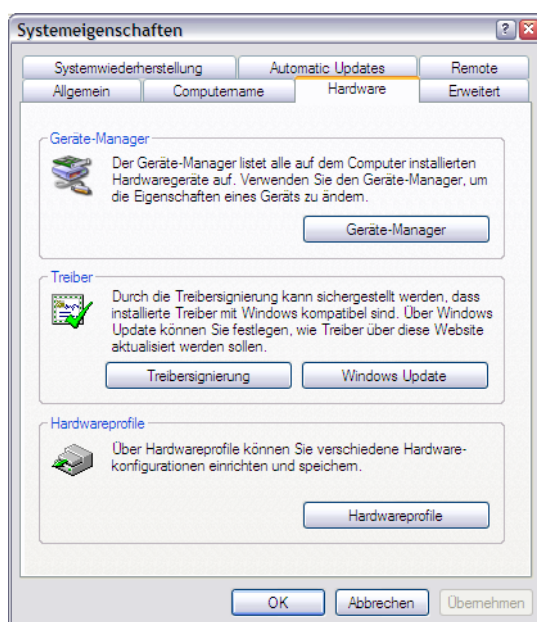 Systemeigenschaften
Systemwiederherstellung Automatic Updates Remote
Allgemein Computername Hardware Erweitert
Geräte-Manager
Der Geräte-Manager listet alle auf dem Computer installierten
Hardwaregeräte auf. Verwenden Sie den Geräte-Manager, um
die Eigenschaften eines Geräts zu ändern.
Geräte-Manager
Treiber
Durch die Treibersignierung kann sichergestellt werden, dass
installierte Treiber mit Windows kompatibel sind. Über Windows
Update können Sie festlegen, wie Treiber über diese Website
aktualisiert werden sollen.
Treibersignierung Windows Update
Hardwareprofile
Über Hardwareprofile können Sie verschiedene Hardware-
konfigurationen einrichten und speichern.
Hardwareprofile
OK Abbrechen Übernehmen